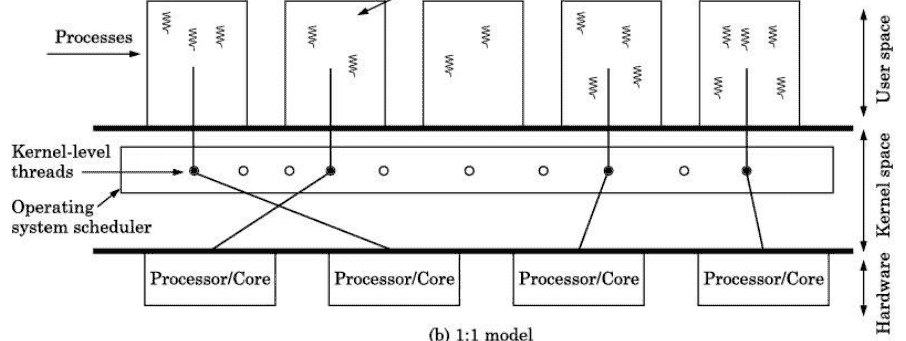 Processes
User space
Kernel-level
threads
Kernel space
Operating
system scheduler
Processor/Core
Processor/Core
Processor/Core
Processor/Core
Hardware
(b) 1:1 model